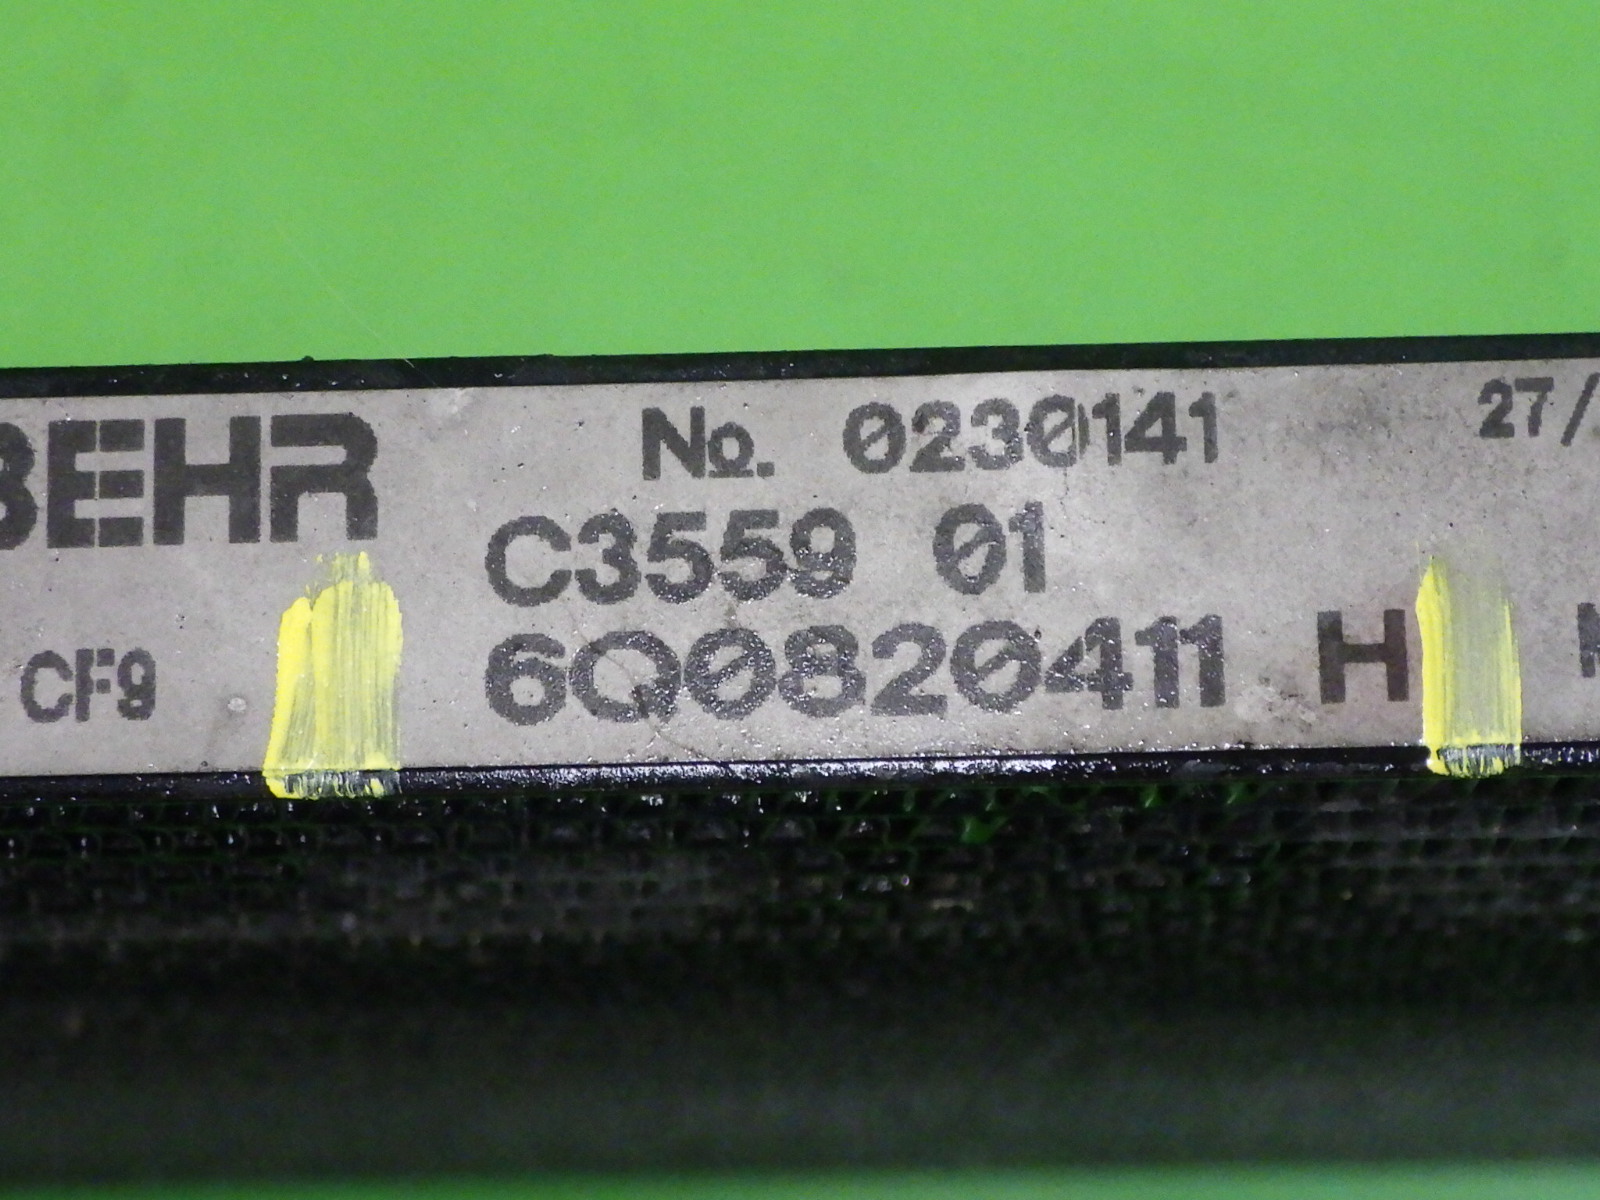 BEHR No. 0230141 27/
C3559 01
CF9 6Q0820411 H